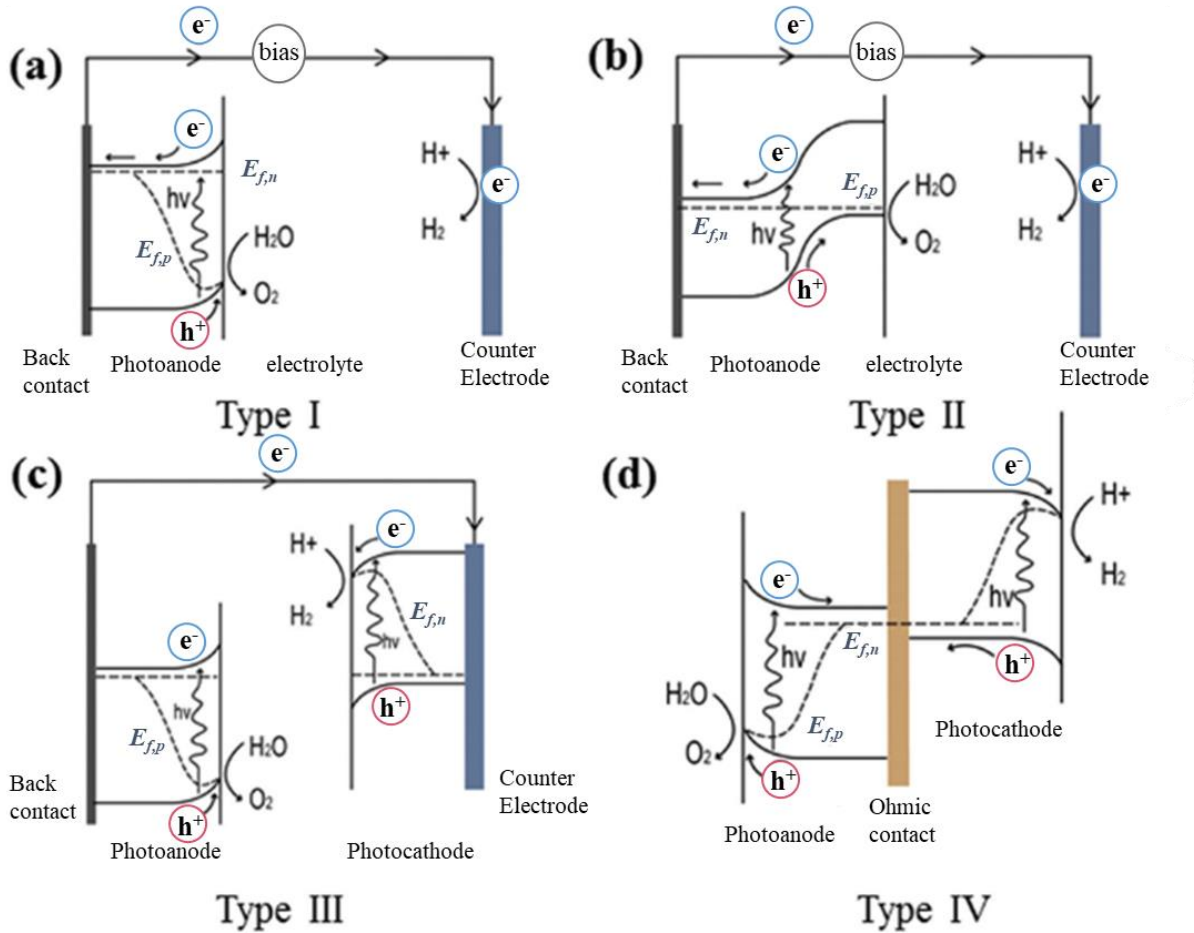 (a)
e⁻
bias
e⁻
E_f,n
hv
E_f,p
H₂O
O₂
h⁺
H+
H₂
e⁻
Back
contact
Photoanode
electrolyte
Counter
Electrode
Type I
(b)
e⁻
bias
e⁻
E_f,p
E_f,n
hv
H₂O
O₂
h⁺
H+
H₂
e⁻
Back
contact
Photoanode
electrolyte
Counter
Electrode
Type II
(c)
e⁻
H+
H₂
e⁻
E_f,n
hv
h⁺
e⁻
hv
E_f,p
H₂O
O₂
h⁺
Back
contact
Photoanode
Photocathode
Counter
Electrode
Type III
(d)
e⁻
H+
H₂
hv
h⁺
e⁻
hv
E_f,n
E_f,p
H₂O
O₂
h⁺
Photocathode
Photoanode
Ohmic
contact
Type IV